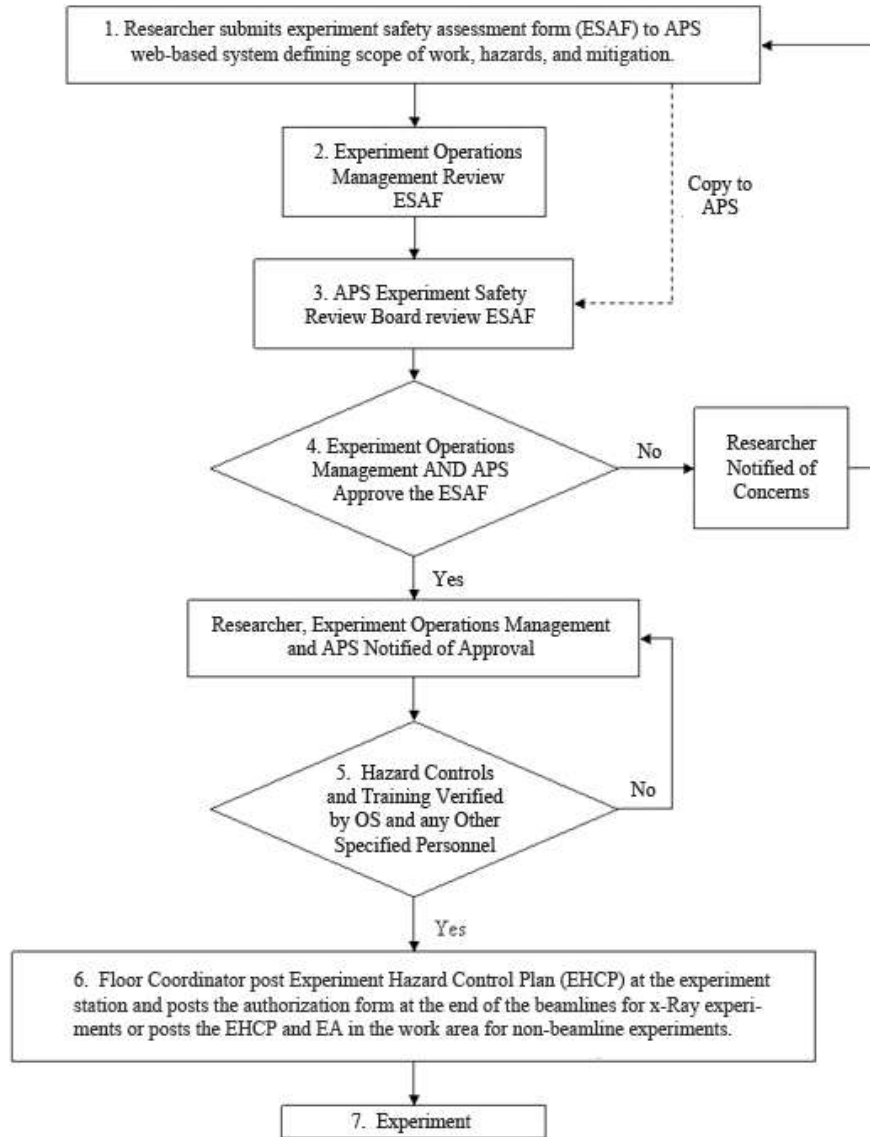 1. Researcher submits experiment safety assessment form (ESAF) to APS
web-based system defining scope of work, hazards, and mitigation.
2. Experiment Operations
Management Review
ESAF
Copy to
APS
3. APS Experiment Safety
Review Board review ESAF
4. Experiment Operations
Management AND APS
Approve the ESAF
No
Researcher
Notified of
Concerns
Yes
Researcher, Experiment Operations Management
and APS Notified of Approval
5. Hazard Controls
and Training Verified
by OS and any Other
Specified Personnel
No
Yes
6. Floor Coordinator post Experiment Hazard Control Plan (EHCP) at the experiment
station and posts the authorization form at the end of the beamlines for x-Ray experi-
ments or posts the EHCP and EA in the work area for non-beamline experiments.
7. Experiment